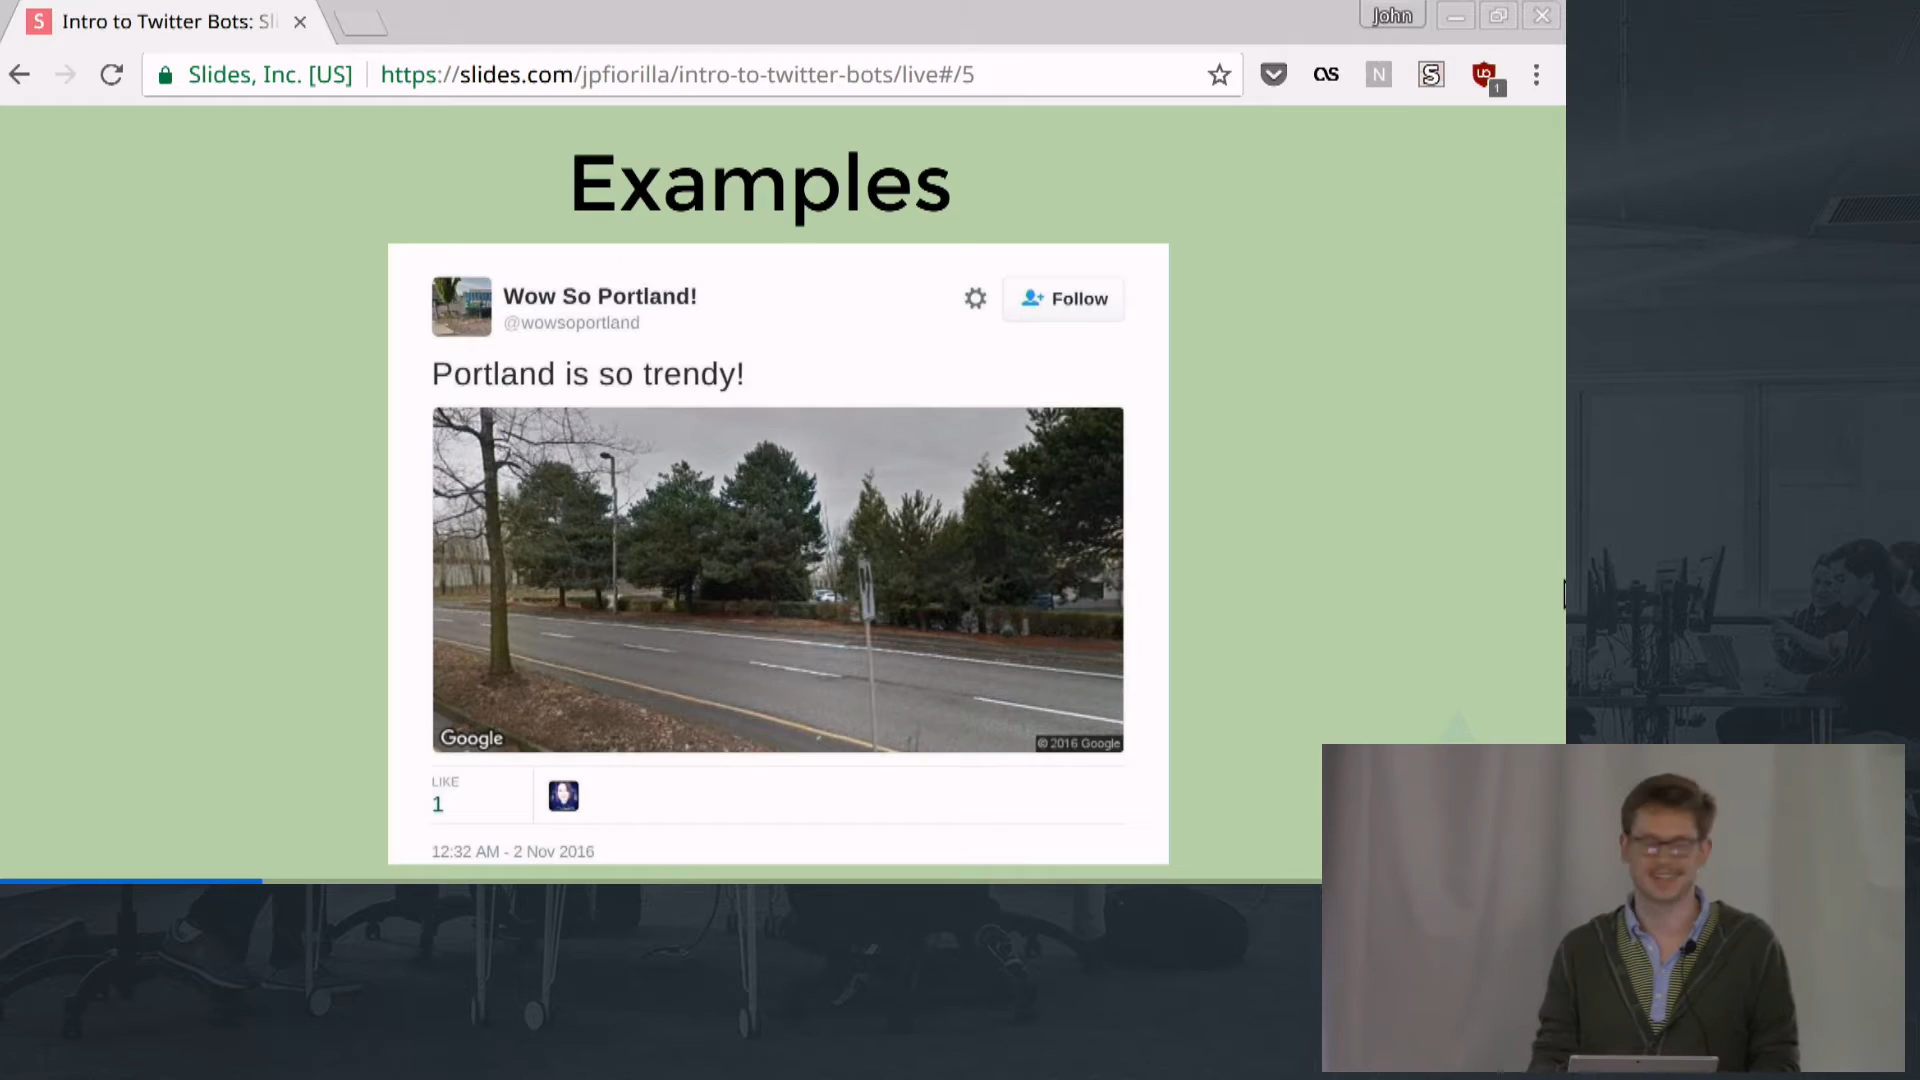 S Intro to Twitter Bots: Sli
John
Slides, Inc. [US] https://slides.com/jpfiorilla/intro-to-twitter-bots/live#/5
N S 1
Examples
Wow So Portland!
@wowsoportland
Follow
Portland is so trendy!
Google
© 2016 Google
LIKE
1
12:32 AM - 2 Nov 2016